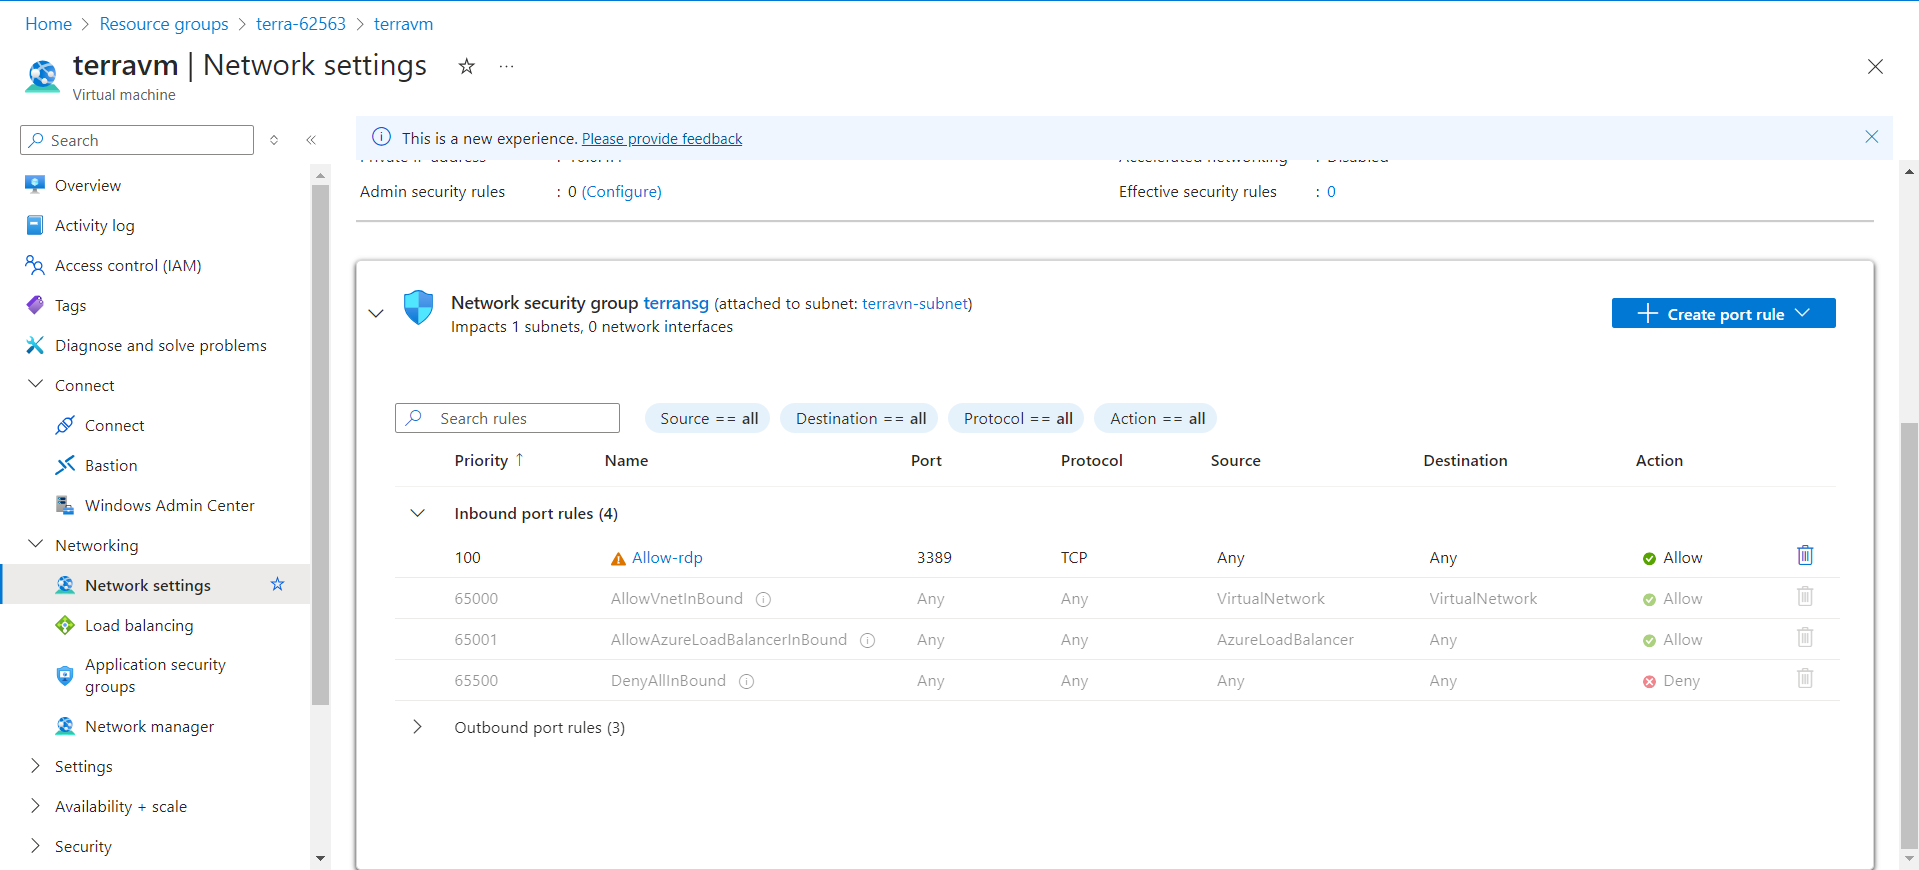 Home > Resource groups > terra-62563 > terravm
terravm | Network settings
Virtual machine
Search
Overview
Activity log
Access control (IAM)
Tags
Diagnose and solve problems
Connect
Connect
Bastion
Windows Admin Center
Networking
Network settings
Load balancing
Application security
groups
Network manager
Settings
Availability + scale
Security
This is a new experience. Please provide feedback
Admin security rules : 0 (Configure)
Effective security rules : 0
Network security group terransg (attached to subnet: terravn-subnet)
Impacts 1 subnets, 0 network interfaces
Create port rule
Search rules
Source == all Destination == all Protocol == all Action == all
Priority ↑ Name Port Protocol Source Destination Action
Inbound port rules (4)
100 Allow-rdp 3389 TCP Any Any Allow
65000 AllowVnetInBound Any Any VirtualNetwork VirtualNetwork Allow
65001 AllowAzureLoadBalancerInBound Any Any AzureLoadBalancer Any Allow
65500 DenyAllInBound Any Any Any Any Deny
Outbound port rules (3)